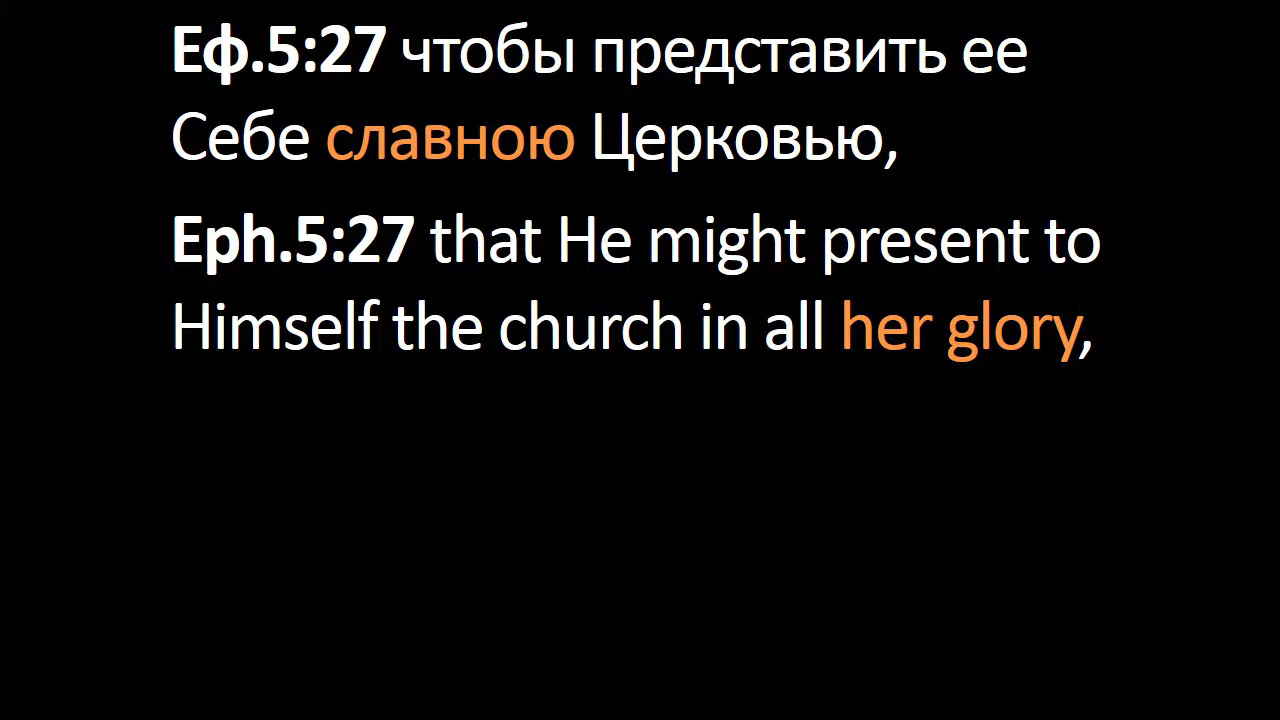 Еф.5:27 чтобы представить ее
Себе славною Церковью,
Eph.5:27 that He might present to
Himself the church in all her glory,